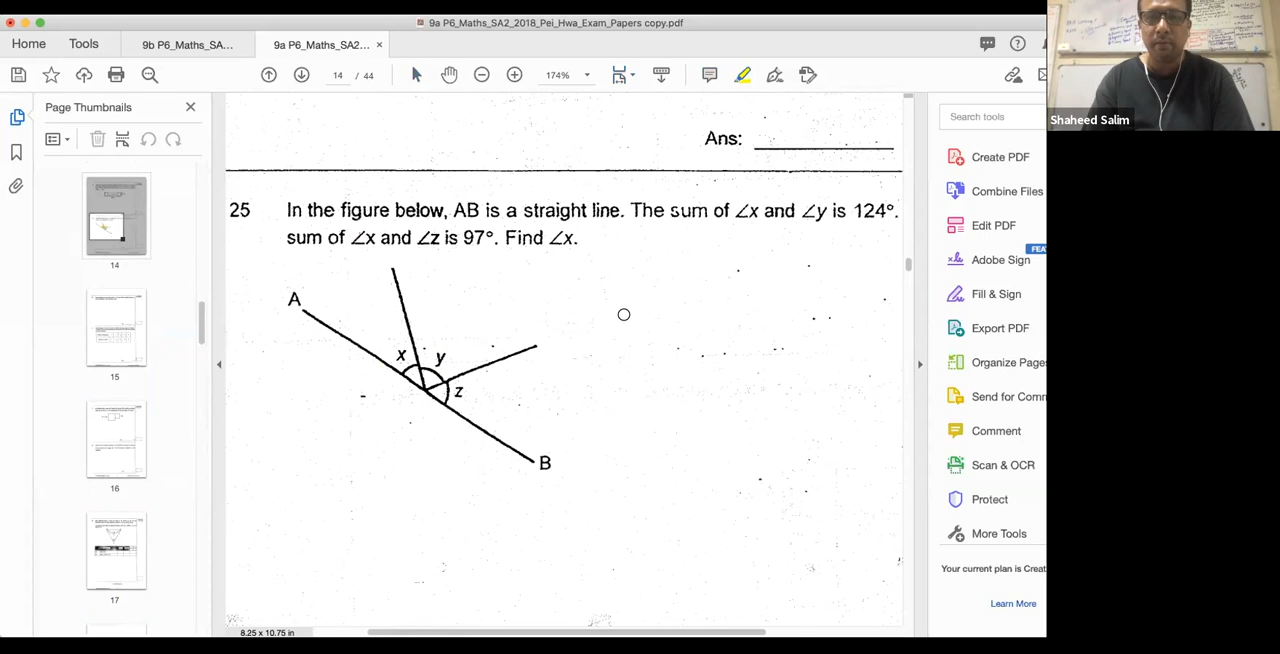 9a P6_Maths_SA2_2018_Pei_Hwa_Exam_Papers copy.pdf
Home
Tools
9b P6_Maths_SA...
9a P6_Maths_SA2...
14 / 44
174%
Shaheed Salim
Page Thumbnails
14
15
16
17
Ans:
25 In the figure below, AB is a straight line. The sum of ∠x and ∠y is 124°.
sum of ∠x and ∠z is 97°. Find ∠x.
A
x
y
z
B
8.25 x 10.75 in
Search tools
Create PDF
Combine Files
Edit PDF
FEA
Adobe Sign
Fill & Sign
Export PDF
Organize Pages
Send for Comm
Comment
Scan & OCR
Protect
More Tools
Your current plan is Creat
Learn More